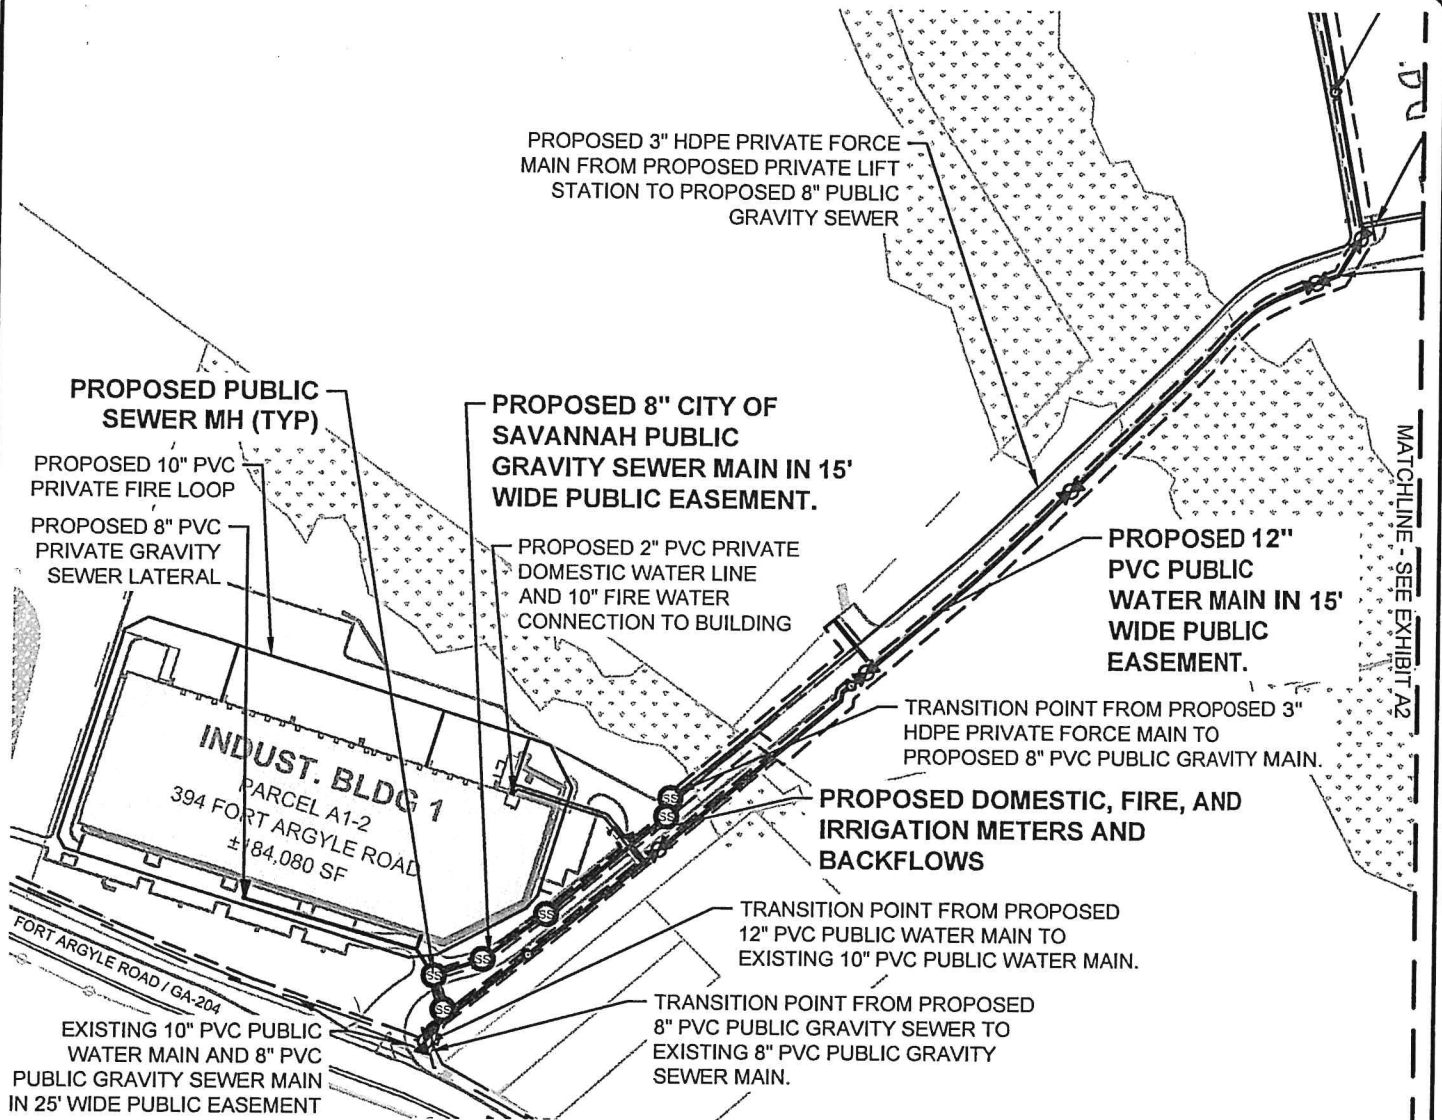 PROPOSED 3" HDPE PRIVATE FORCE
MAIN FROM PROPOSED PRIVATE LIFT
STATION TO PROPOSED 8" PUBLIC
GRAVITY SEWER
PROPOSED PUBLIC
SEWER MH (TYP)
PROPOSED 10" PVC
PRIVATE FIRE LOOP
PROPOSED 8" PVC
PRIVATE GRAVITY
SEWER LATERAL
PROPOSED 8" CITY OF
SAVANNAH PUBLIC
GRAVITY SEWER MAIN IN 15'
WIDE PUBLIC EASEMENT.
PROPOSED 2" PVC PRIVATE
DOMESTIC WATER LINE
AND 10" FIRE WATER
CONNECTION TO BUILDING
PROPOSED 12"
PVC PUBLIC
WATER MAIN IN 15'
WIDE PUBLIC
EASEMENT.
MATCHLINE - SEE EXHIBIT A2
INDUST. BLDG 1
PARCEL A1-2
394 FORT ARGYLE ROAD
±184,080 SF
TRANSITION POINT FROM PROPOSED 3"
HDPE PRIVATE FORCE MAIN TO
PROPOSED 8" PVC PUBLIC GRAVITY MAIN.
PROPOSED DOMESTIC, FIRE, AND
IRRIGATION METERS AND
BACKFLOWS
TRANSITION POINT FROM PROPOSED
12" PVC PUBLIC WATER MAIN TO
EXISTING 10" PVC PUBLIC WATER MAIN.
TRANSITION POINT FROM PROPOSED
8" PVC PUBLIC GRAVITY SEWER TO
EXISTING 8" PVC PUBLIC GRAVITY
SEWER MAIN.
FORT ARGYLE ROAD / GA-204
EXISTING 10" PVC PUBLIC
WATER MAIN AND 8" PVC
PUBLIC GRAVITY SEWER MAIN
IN 25' WIDE PUBLIC EASEMENT
SS
SS
SS
SS
SS
SS